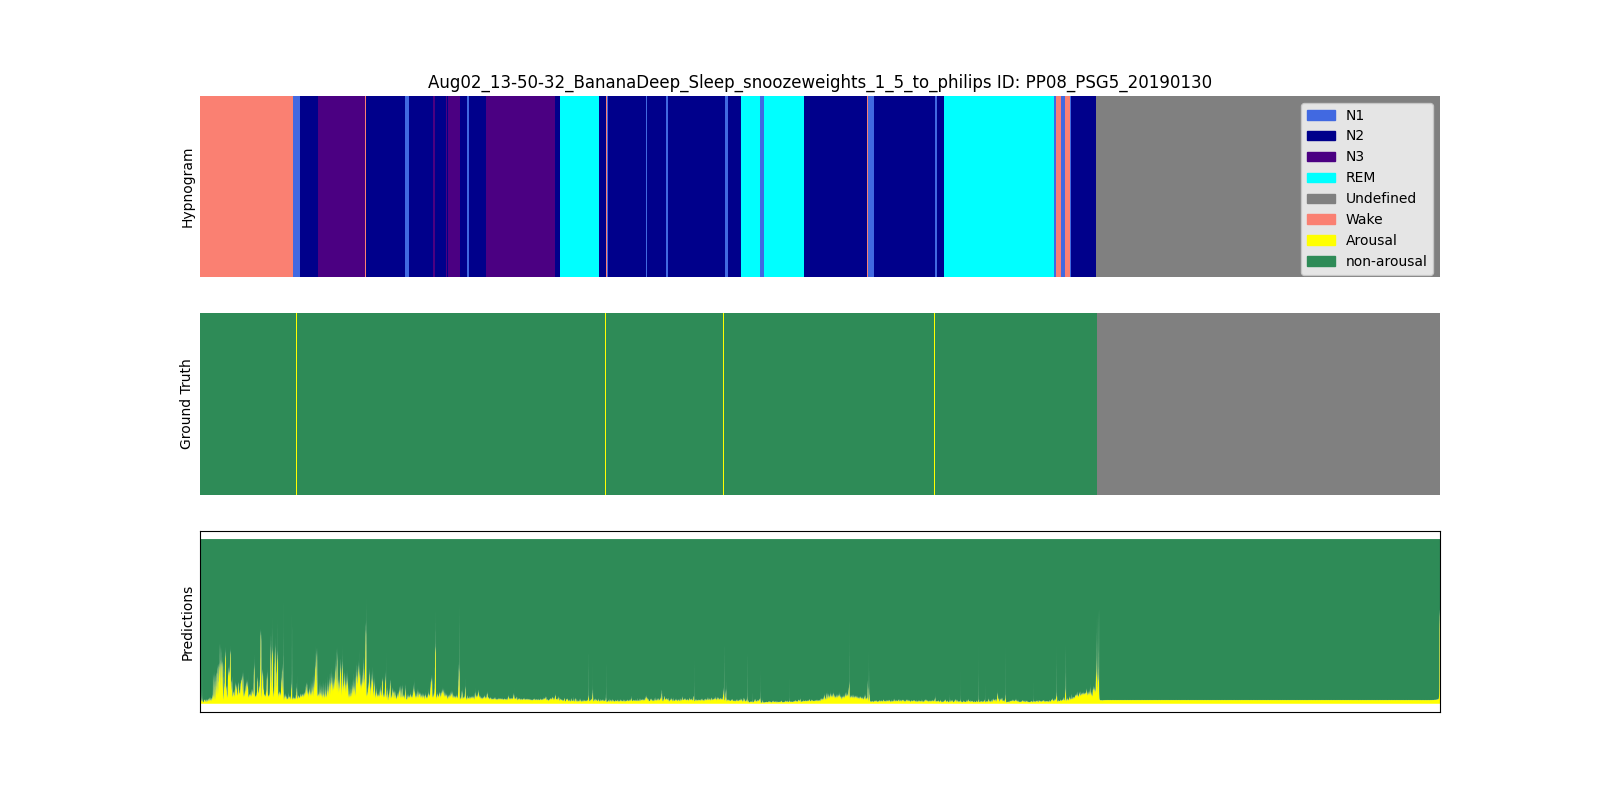 Aug02_13-50-32_BananaDeep_Sleep_snoozeweights_1_5_to_philips ID: PP08_PSG5_20190130
Hypnogram
N1
N2
N3
REM
Undefined
Wake
Arousal
non-arousal
Ground Truth
Predictions